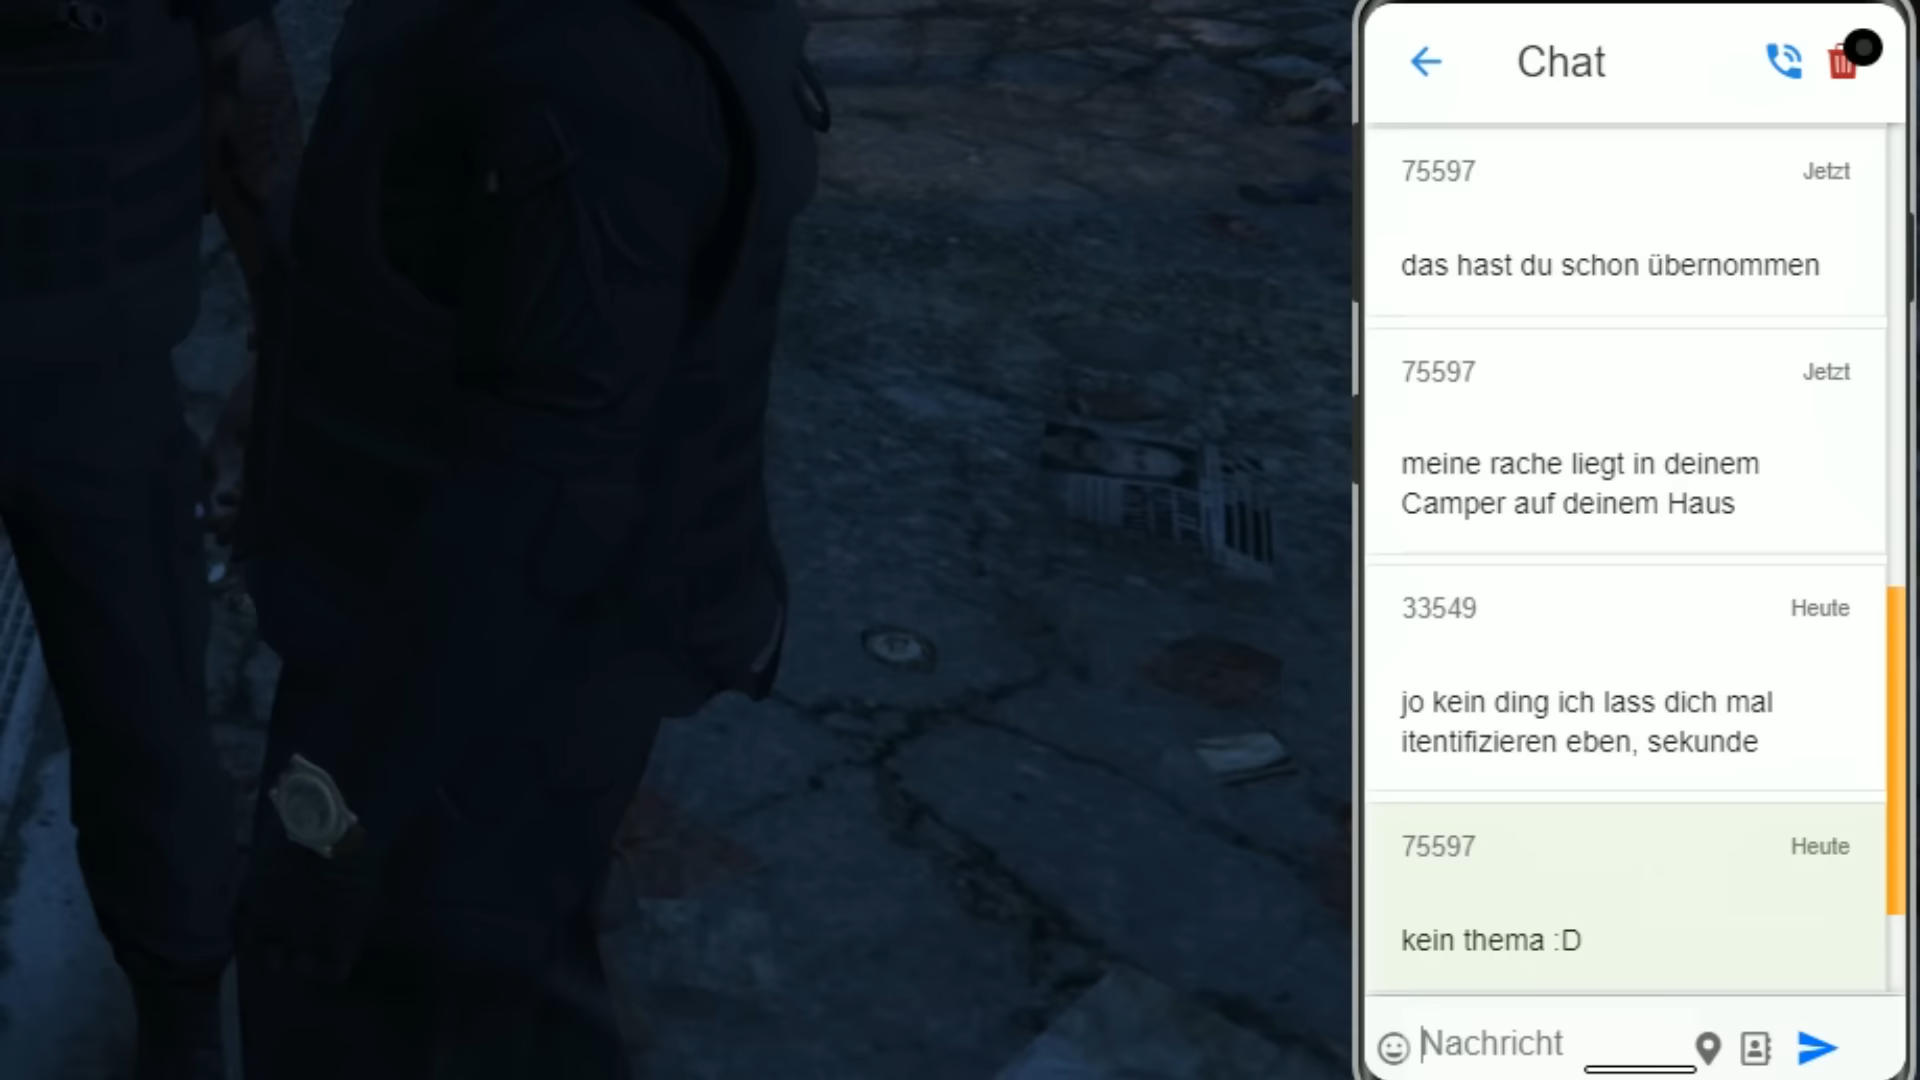 Chat
75597 Jetzt
das hast du schon übernommen
75597 Jetzt
meine rache liegt in deinem
Camper auf deinem Haus
33549 Heute
jo kein ding ich lass dich mal
itentifizieren eben, sekunde
75597 Heute
kein thema :D
Nachricht